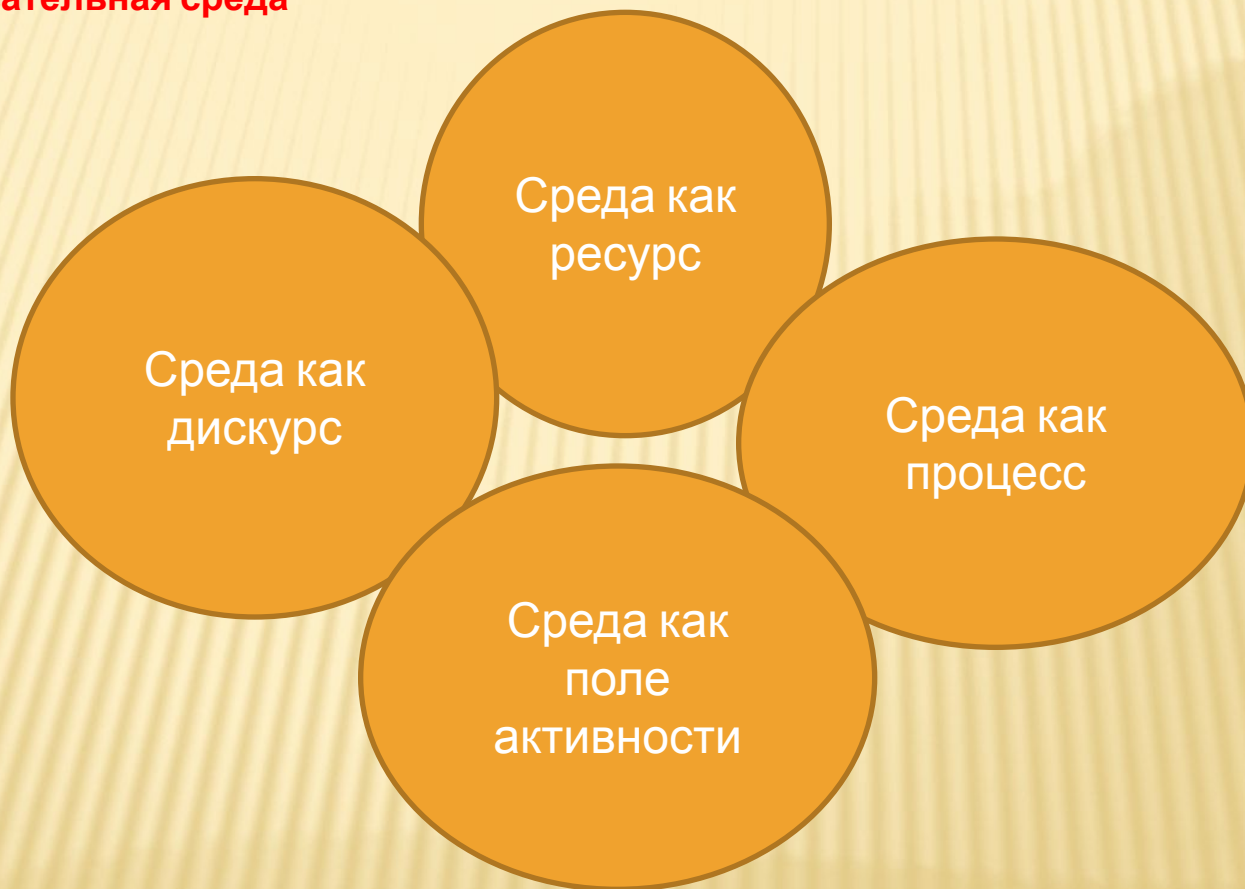 ательная среда
Среда как
ресурс
Среда как
дискурс
Среда как
процесс
Среда как
поле
активности